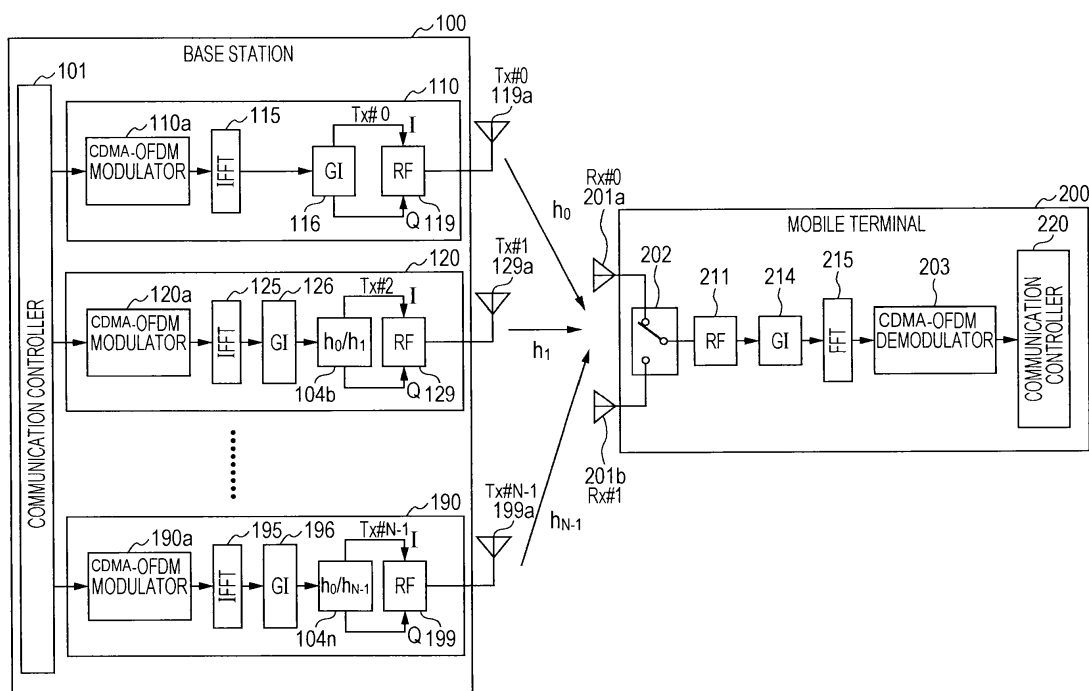 100
BASE STATION
101
COMMUNICATION CONTROLLER
110
110a
CDMA-OFDM
MODULATOR
115
IFFT
Tx#0
I
GI
116
RF
Q
119
Tx#0
119a
120
120a
CDMA-OFDM
MODULATOR
125
IFFT
126
GI
Tx#2
I
h0/h1
104b
RF
Q
129
Tx#1
129a
190
190a
CDMA-OFDM
MODULATOR
195
IFFT
196
GI
Tx#N-1
I
h0/hN-1
104n
RF
Q
199
Tx#N-1
199a
h0
h1
hN-1
Rx#0
201a
201b
Rx#1
200
MOBILE TERMINAL
202
211
RF
214
GI
215
FFT
203
CDMA-OFDM
DEMODULATOR
220
COMMUNICATION
CONTROLLER